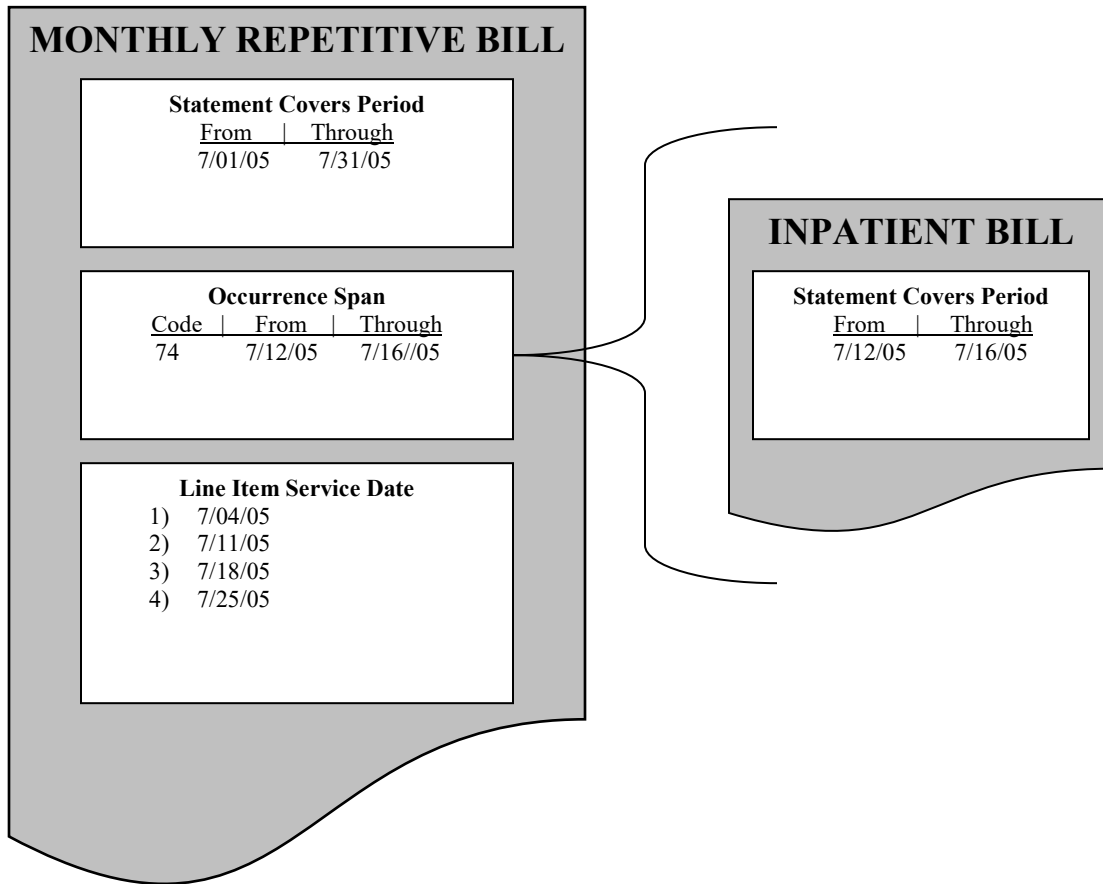 MONTHLY REPETITIVE BILL
Statement Covers Period
From | Through
7/01/05 7/31/05
Occurrence Span
Code | From | Through
74 7/12/05 7/16//05
Line Item Service Date
1) 7/04/05
2) 7/11/05
3) 7/18/05
4) 7/25/05
INPATIENT BILL
Statement Covers Period
From | Through
7/12/05 7/16/05